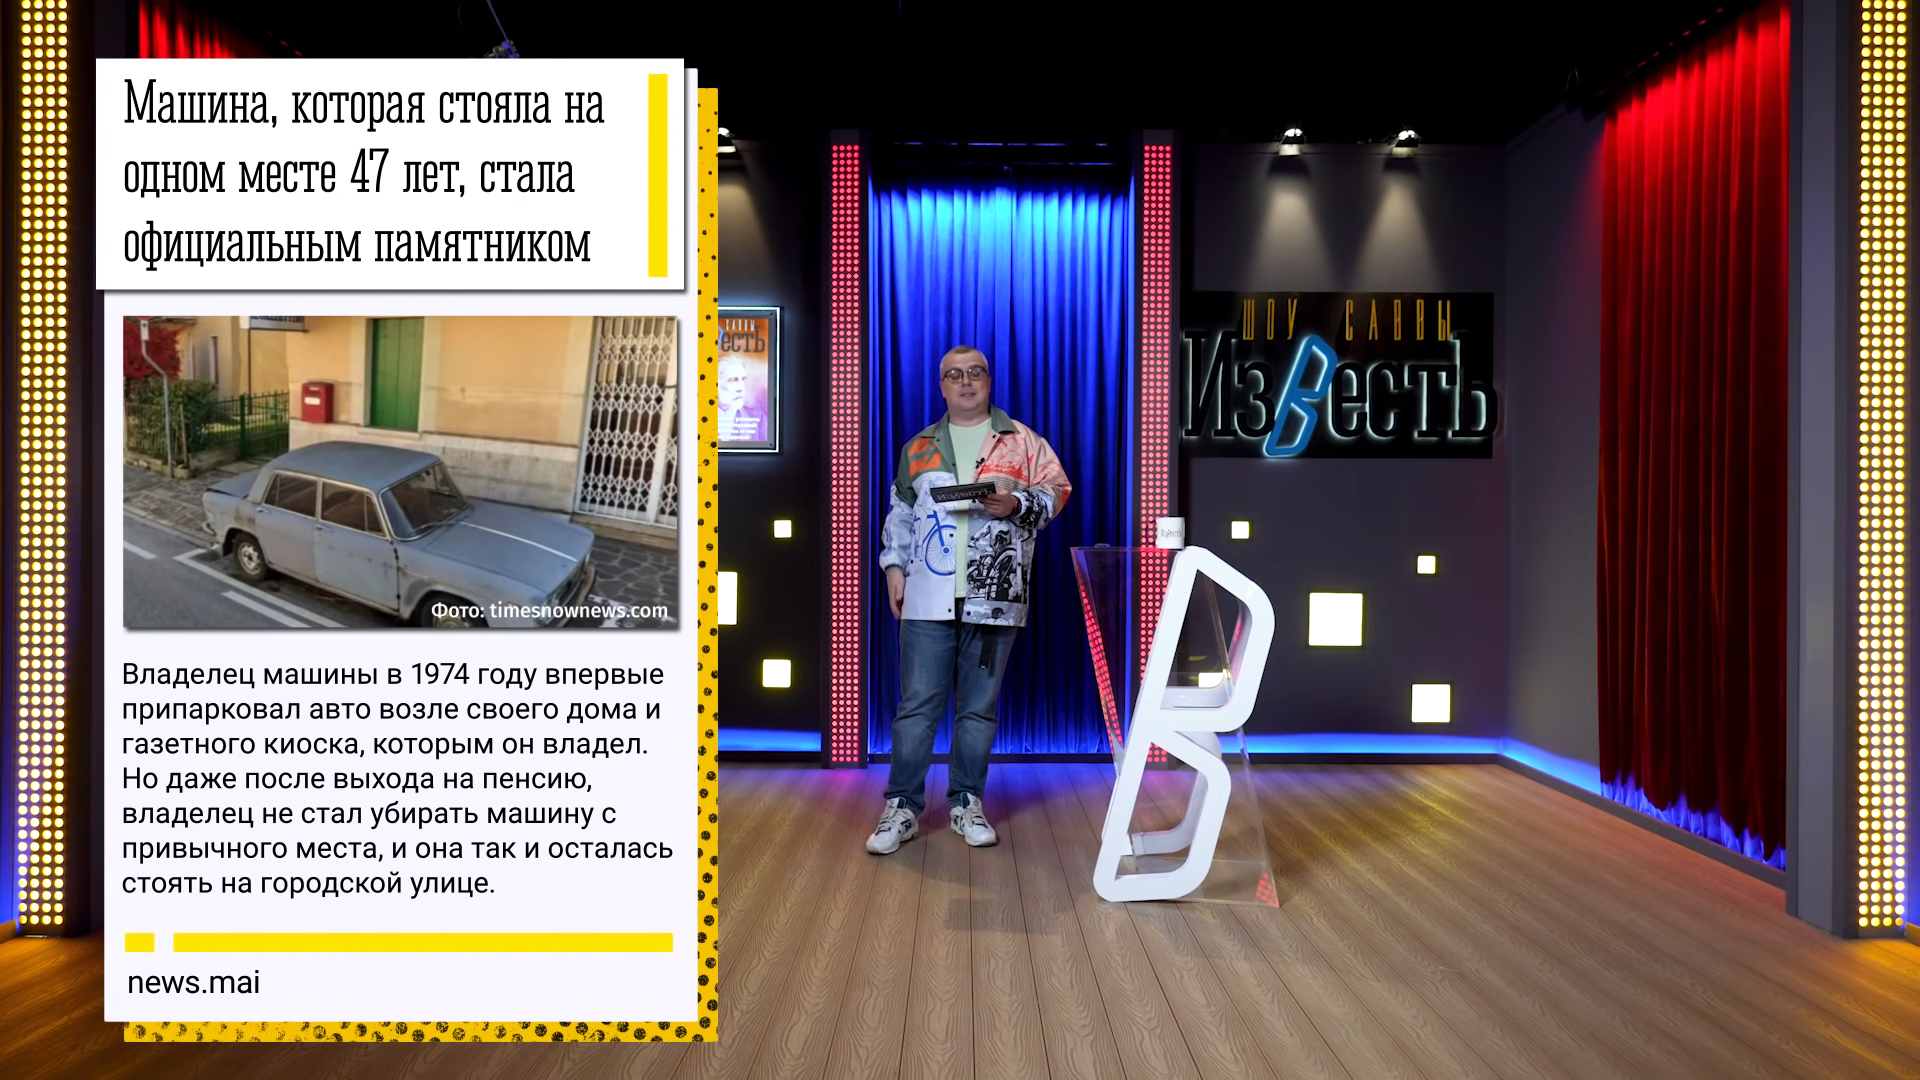 Машина, которая стояла на
одном месте 47 лет, стала
официальным памятником
Фото: timesnownews.com
Владелец машины в 1974 году впервые
припарковал авто возле своего дома и
газетного киоска, которым он владел.
Но даже после выхода на пенсию,
владелец не стал убирать машину с
привычного места, и она так и осталась
стоять на городской улице.
news.mai
ШОУ САВВЫ
ИзВесть